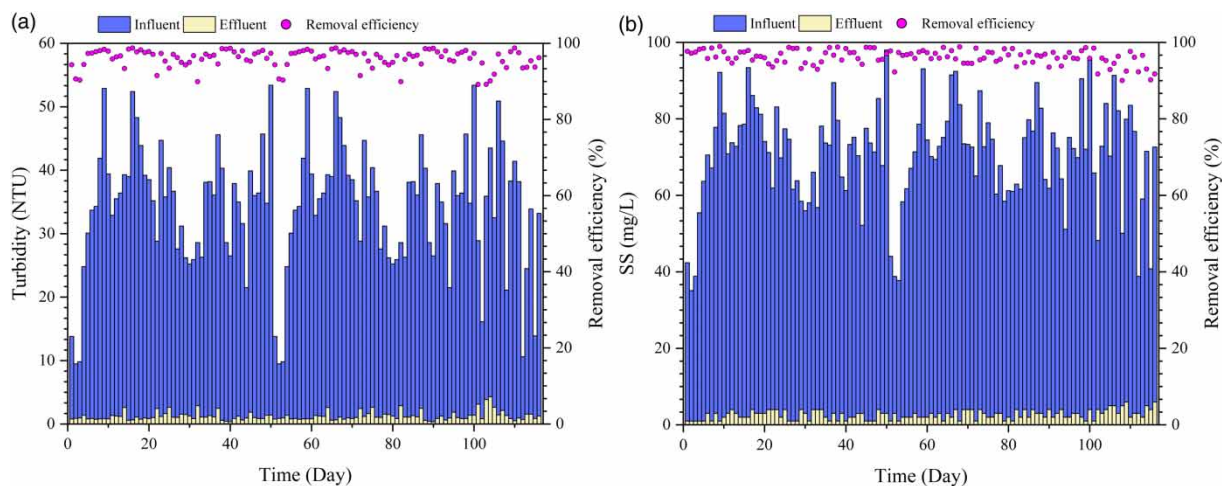 (a)
Influent Effluent Removal efficiency
60
50
40
30
20
10
0
Turbidity (NTU)
100
80
60
40
20
0
Removal efficiency (%)
0 20 40 60 80 100
Time (Day)
(b)
Influent Effluent Removal efficiency
100
80
60
40
20
0
SS (mg/L)
100
80
60
40
20
0
Removal efficiency (%)
0 20 40 60 80 100
Time (Day)